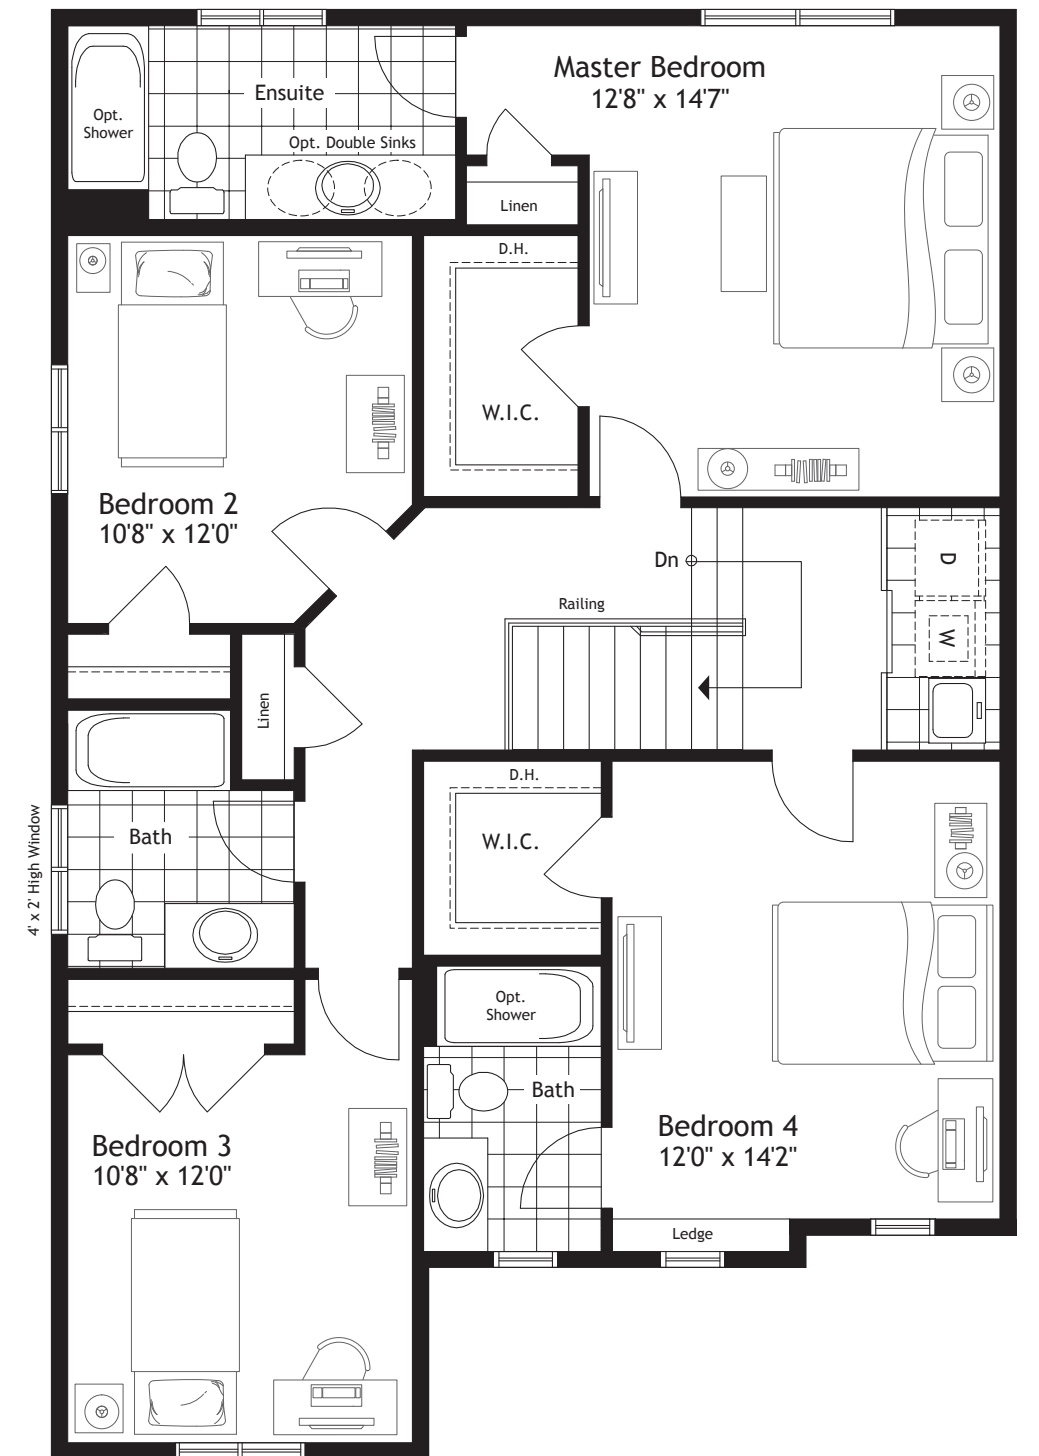 Master Bedroom
12'8" x 14'7"
Ensuite
Opt.
Shower
Opt. Double Sinks
Linen
D.H.
W.I.C.
Bedroom 2
10'8" x 12'0"
Dn
D
Railing
W
Linen
D.H.
Bath
W.I.C.
4' x 2' High Window
Opt.
Shower
Bath
Bedroom 4
12'0" x 14'2"
Bedroom 3
10'8" x 12'0"
Ledge